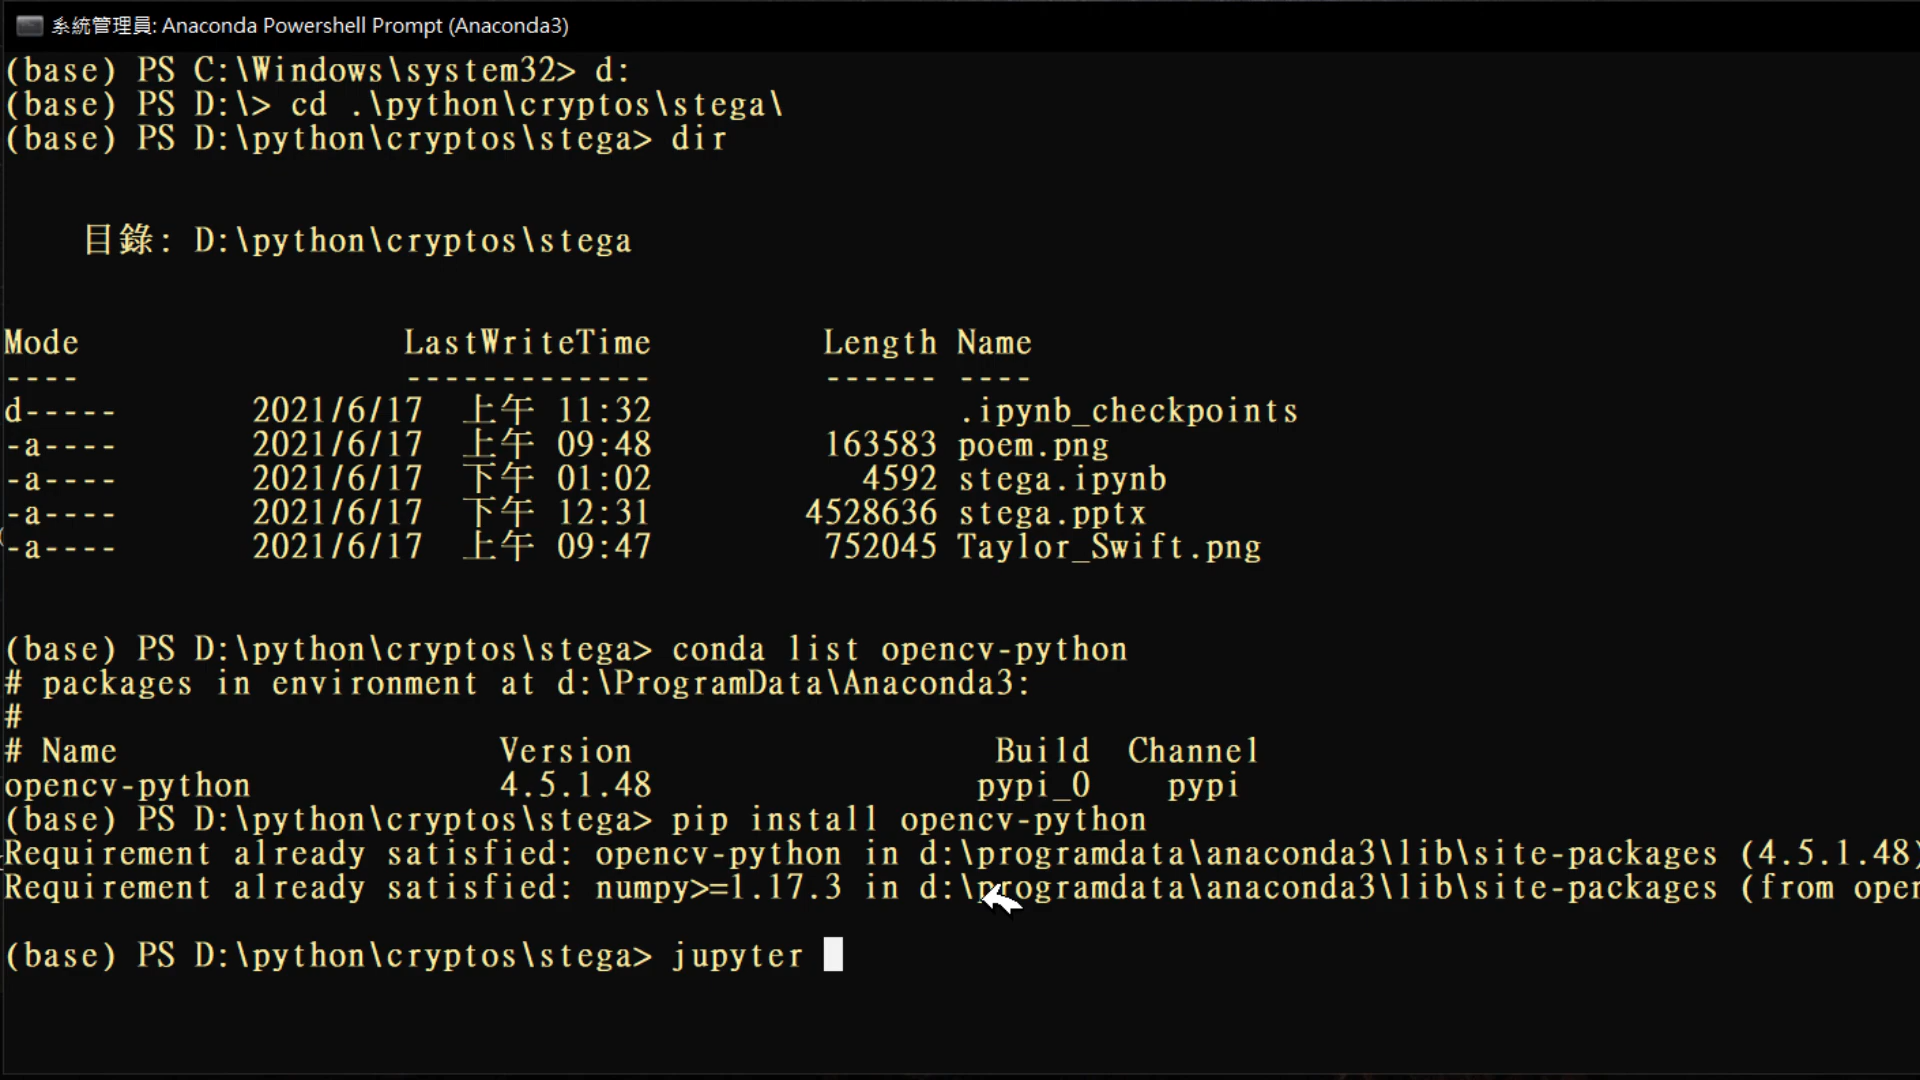 系統管理員: Anaconda Powershell Prompt (Anaconda3)
(base) PS C:\Windows\system32> d:
(base) PS D:\> cd .\python\cryptos\stega\
(base) PS D:\python\cryptos\stega> dir
目錄: D:\python\cryptos\stega
Mode LastWriteTime Length Name
---- ------------- ------ ----
d----- 2021/6/17 上午 11:32 .ipynb_checkpoints
-a---- 2021/6/17 上午 09:48 163583 poem.png
-a---- 2021/6/17 下午 01:02 4592 stega.ipynb
-a---- 2021/6/17 下午 12:31 4528636 stega.pptx
-a---- 2021/6/17 上午 09:47 752045 Taylor_Swift.png
(base) PS D:\python\cryptos\stega> conda list opencv-python
# packages in environment at d:\ProgramData\Anaconda3:
#
# Name Version Build Channel
opencv-python 4.5.1.48 pypi_0 pypi
(base) PS D:\python\cryptos\stega> pip install opencv-python
Requirement already satisfied: opencv-python in d:\programdata\anaconda3\lib\site-packages (4.5.1.48)
Requirement already satisfied: numpy>=1.17.3 in d:\programdata\anaconda3\lib\site-packages (from open
(base) PS D:\python\cryptos\stega> jupyter